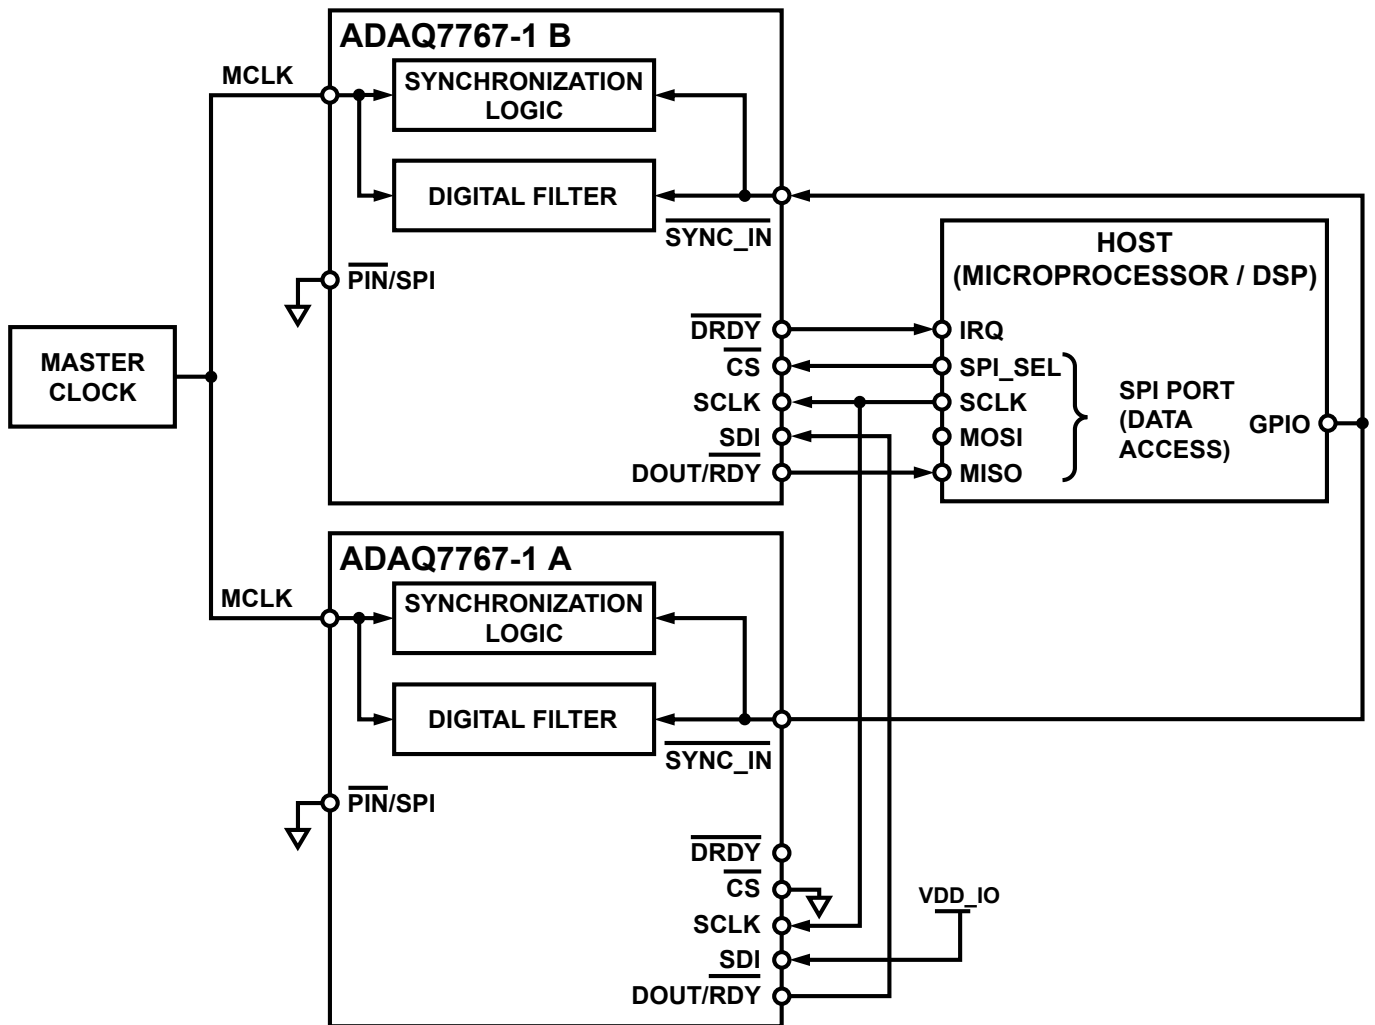 ADAQ7767-1 B
MCLK
SYNCHRONIZATION
LOGIC
DIGITAL FILTER
SYNC_IN
PIN/SPI
DRDY
CS
SCLK
SDI
DOUT/RDY
HOST
(MICROPROCESSOR / DSP)
IRQ
SPI_SEL
SCLK
MOSI
MISO
SPI PORT
(DATA
ACCESS)
GPIO
MASTER
CLOCK
ADAQ7767-1 A
MCLK
SYNCHRONIZATION
LOGIC
DIGITAL FILTER
SYNC_IN
PIN/SPI
DRDY
CS
SCLK
SDI
DOUT/RDY
VDD_IO